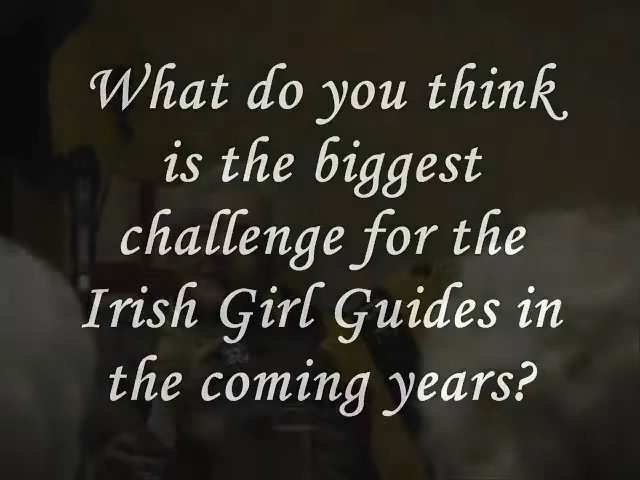 What do you think
is the biggest
challenge for the
Irish Girl Guides in
the coming years?